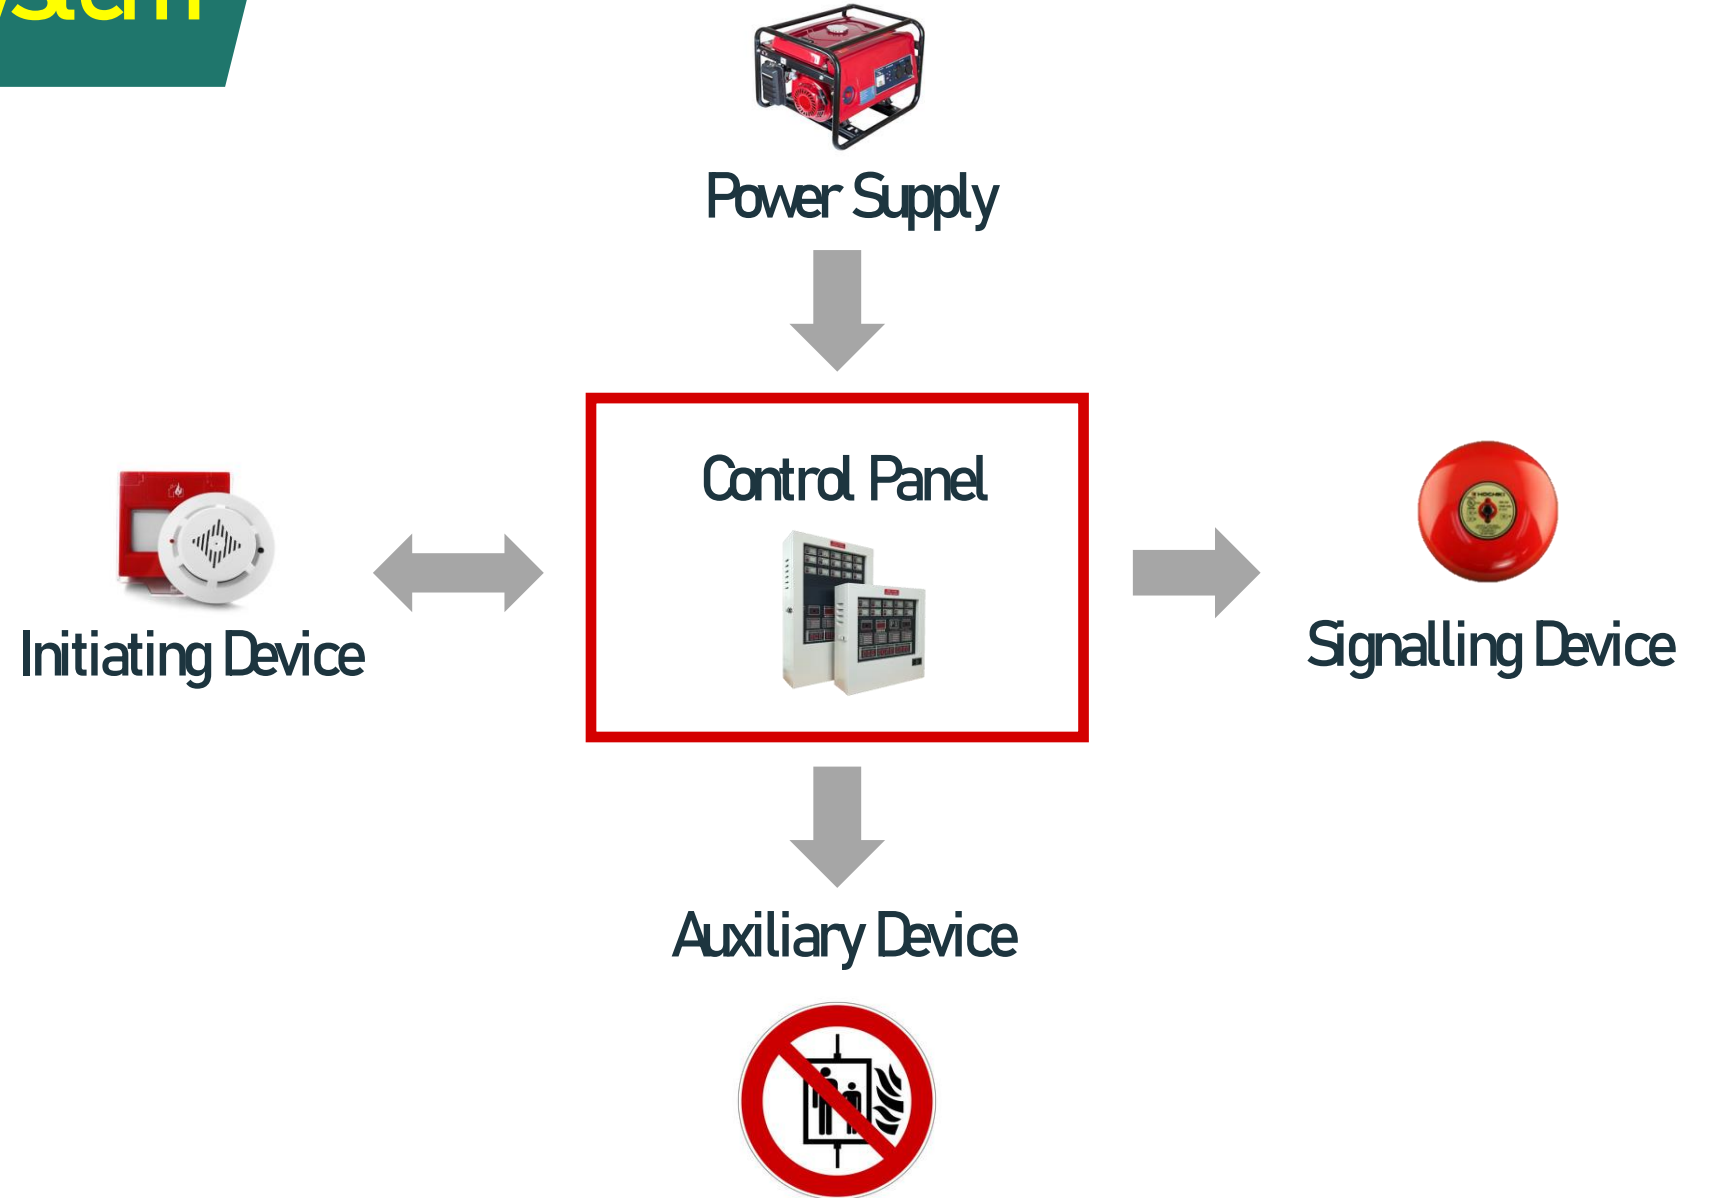 Power Supply
Control Panel
Initiating Device
Signalling Device
Auxiliary Device